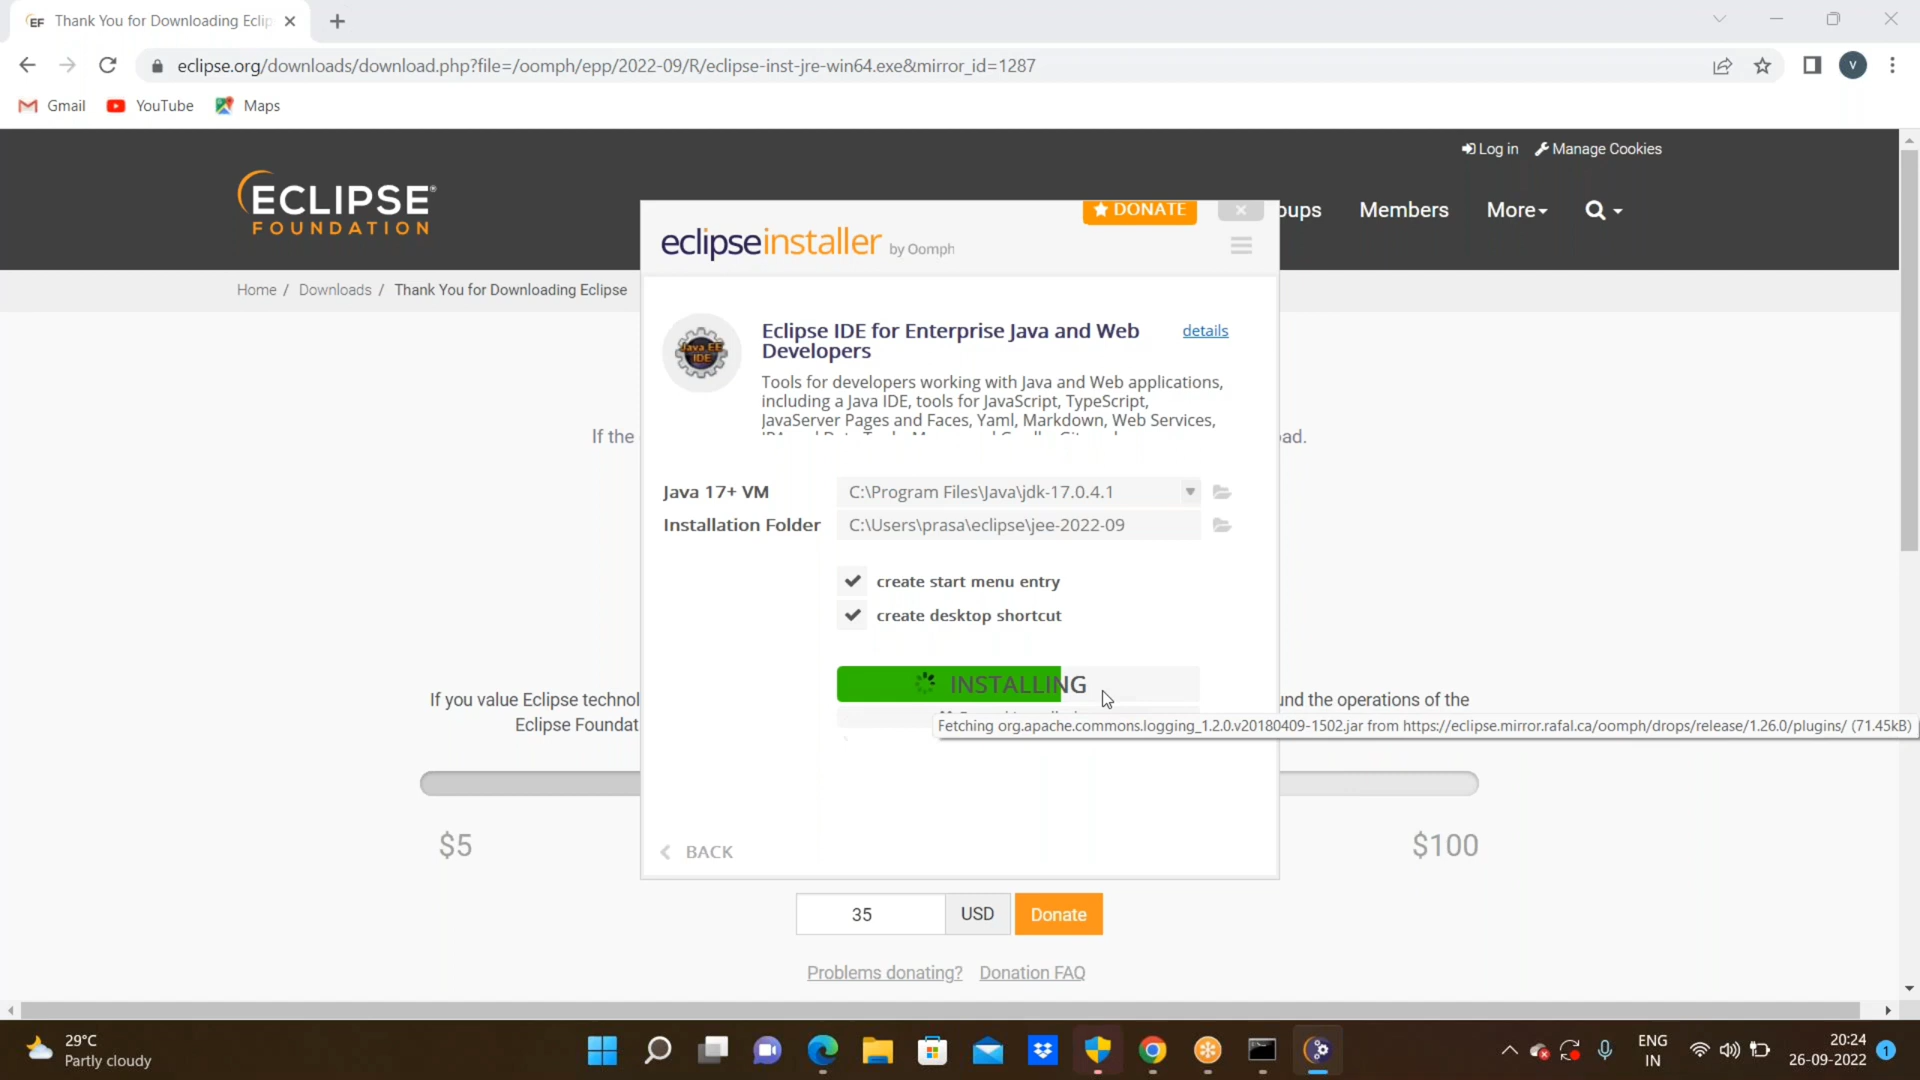 EF Thank You for Downloading Eclip
eclipse.org/downloads/download.php?file=/oomph/epp/2022-09/R/eclipse-inst-jre-win64.exe&mirror_id=1287
V
Gmail YouTube Maps
Log in Manage Cookies
ECLIPSE
FOUNDATION
DONATE
oups Members More
eclipseinstaller by Oomph
Home / Downloads / Thank You for Downloading Eclipse
Java EE
IDE
Eclipse IDE for Enterprise Java and Web
Developers
details
Tools for developers working with Java and Web applications,
including a Java IDE, tools for JavaScript, TypeScript,
JavaServer Pages and Faces, Yaml, Markdown, Web Services,
If the
ad.
Java 17+ VM C:\Program Files\Java\jdk-17.0.4.1
Installation Folder C:\Users\prasa\eclipse\jee-2022-09
create start menu entry
create desktop shortcut
INSTALLING
If you value Eclipse technol
und the operations of the
Eclipse Foundat
Fetching org.apache.commons.logging_1.2.0.v20180409-1502.jar from https://eclipse.mirror.rafal.ca/oomph/drops/release/1.26.0/plugins/ (71.45kB)
$5 $100
BACK
35 USD Donate
Problems donating? Donation FAQ
29°C
Partly cloudy
ENG
IN
20:24
26-09-2022
1